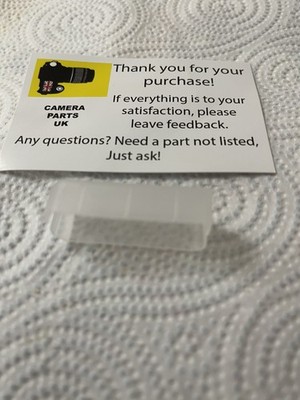 Thank you for your
purchase!
If everything is to your
satisfaction, please
leave feedback.
CAMERA
PARTS
UK
Any questions? Need a part not listed,
Just ask!